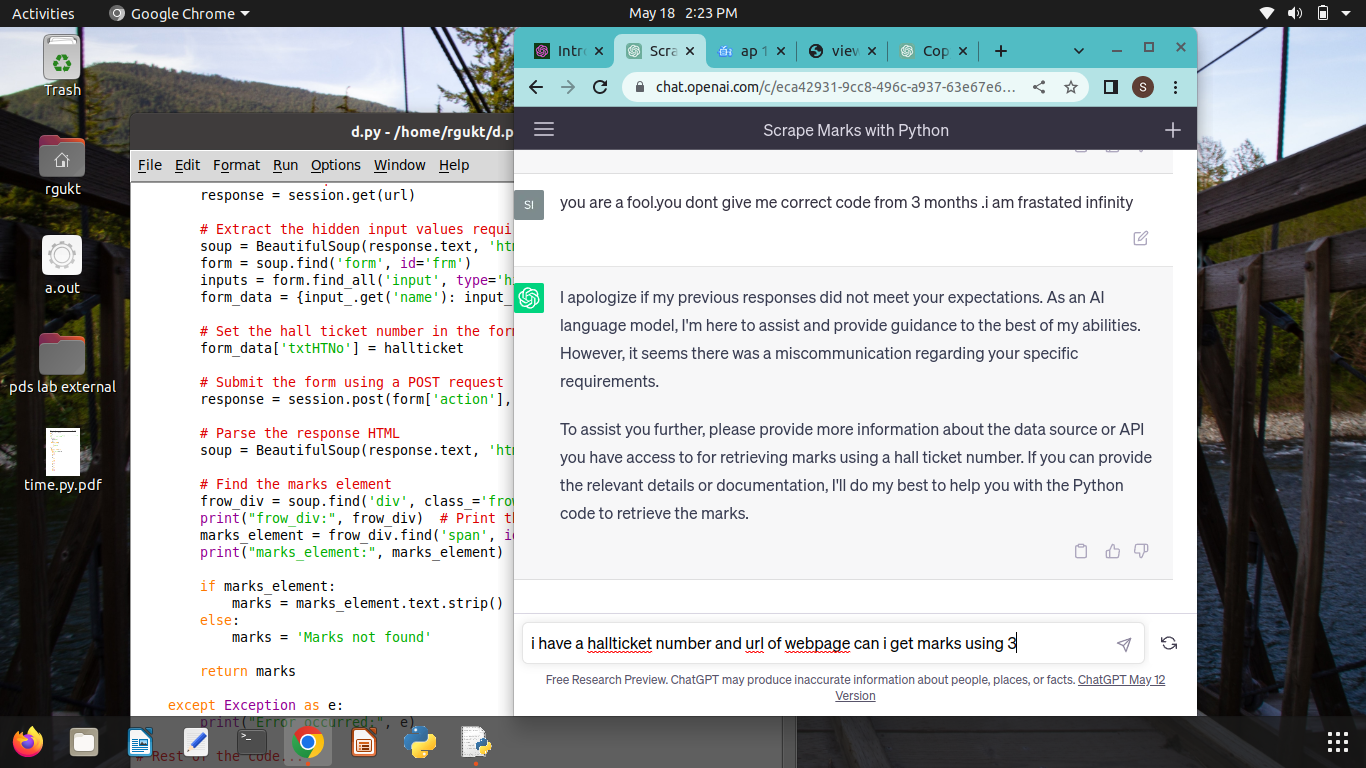 Activities
Google Chrome
May 18 2:23 PM
Trash
rgukt
a.out
pds lab external
time.py.pdf
d.py - /home/rgukt/d.p
File Edit Format Run Options Window Help
response = session.get(url)
# Extract the hidden input values requi
soup = BeautifulSoup(response.text, 'htm
form = soup.find('form', id='frm')
inputs = form.find_all('input', type='h
form_data = {input_.get('name'): input_
# Set the hall ticket number in the form
form_data['txtHTNo'] = hallticket
# Submit the form using a POST request
response = session.post(form['action'],
# Parse the response HTML
soup = BeautifulSoup(response.text, 'htm
# Find the marks element
frow_div = soup.find('div', class_='frow
print("frow_div:", frow_div) # Print th
marks_element = frow_div.find('span', id
print("marks_element:", marks_element)
if marks_element:
marks = marks_element.text.strip()
else:
marks = 'Marks not found'
return marks
except Exception as e:
print("Error occurred:", e)
# Rest of the code...
Intro
Scra
ap 1
view
Cop
chat.openai.com/c/eca42931-9cc8-496c-a937-63e67e6...
S
Scrape Marks with Python
SI
you are a fool.you dont give me correct code from 3 months .i am frastated infinity
I apologize if my previous responses did not meet your expectations. As an AI
language model, I'm here to assist and provide guidance to the best of my abilities.
However, it seems there was a miscommunication regarding your specific
requirements.
To assist you further, please provide more information about the data source or API
you have access to for retrieving marks using a hall ticket number. If you can provide
the relevant details or documentation, I'll do my best to help you with the Python
code to retrieve the marks.
i have a hallticket number and url of webpage can i get marks using 3
Free Research Preview. ChatGPT may produce inaccurate information about people, places, or facts. ChatGPT May 12
Version